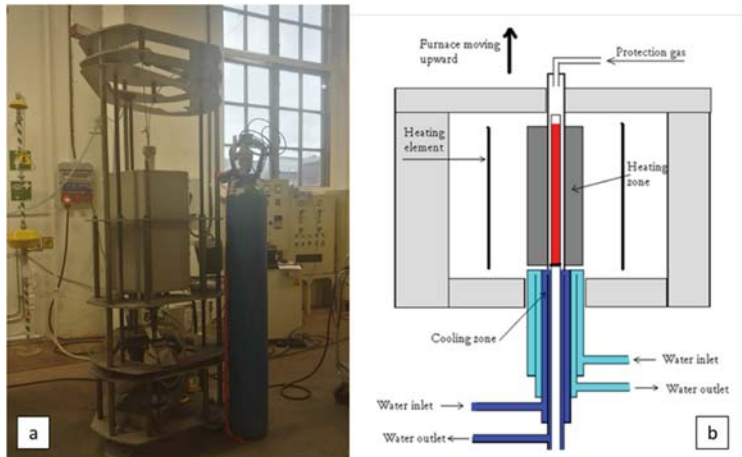 Furnace moving
upward
Protection gas
Heating
element
Heating
zone
Cooling zone
Water inlet
Water outlet
Water inlet
Water outlet
a
b